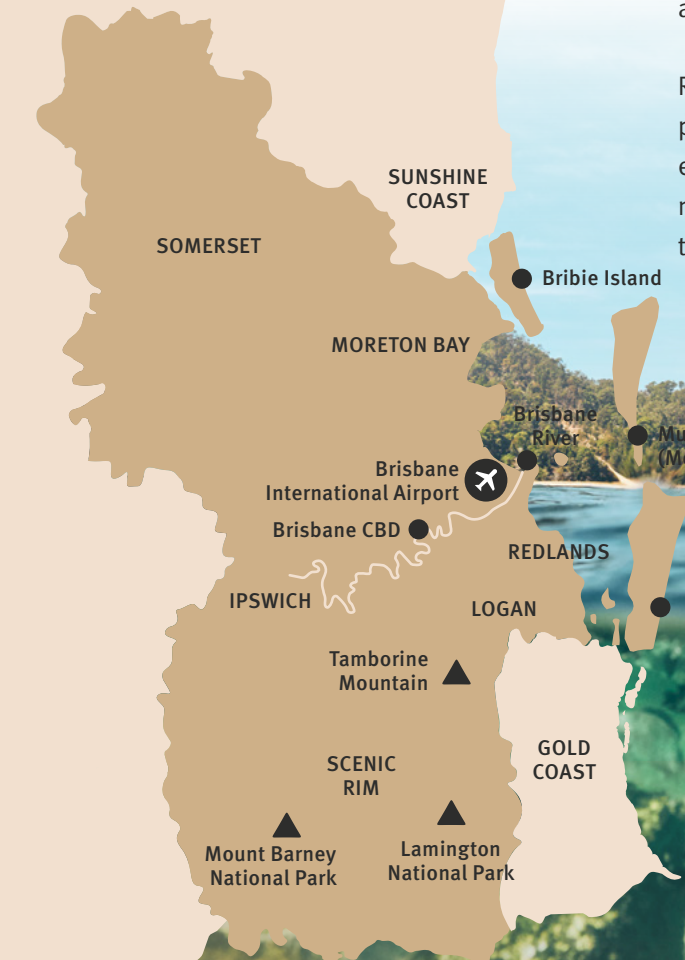 SUNSHINE
COAST
SOMERSET
Bribie Island
MORETON BAY
Brisbane
River
Brisbane
International Airport
Brisbane CBD
REDLANDS
IPSWICH
LOGAN
Tamborine
Mountain
GOLD
COAST
SCENIC
RIM
Mount Barney
National Park
Lamington
National Park